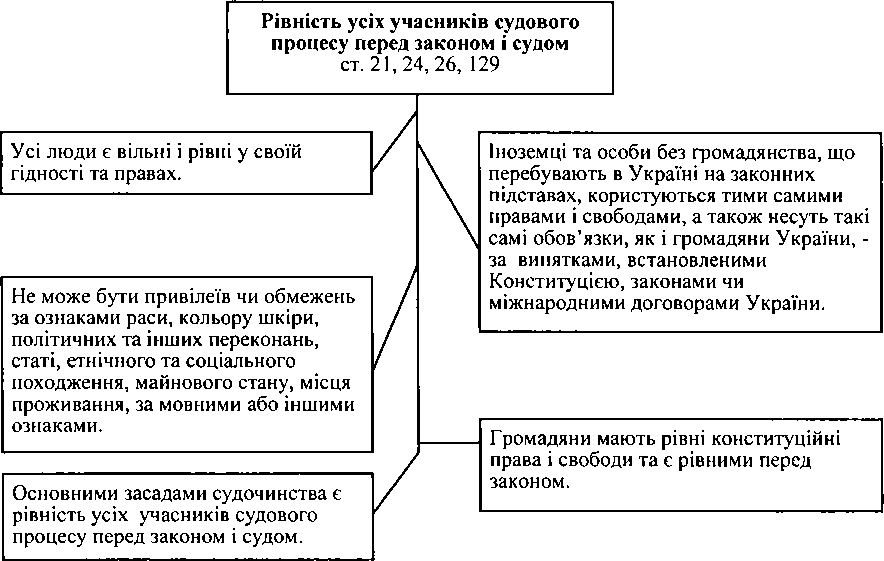 Рівність усіх учасників судового
процесу перед законом і судом
ст. 21, 24, 26, 129
Усі люди є вільні і рівні у своїй
гідності та правах.
Іноземці та особи без громадянства, що
перебувають в Україні на законних
підставах, користуються тими самими
правами і свободами, а також несуть такі
самі обов’язки, як і громадяни України, -
за винятками, встановленими
Конституцією, законами чи
міжнародними договорами України.
Не може бути привілеїв чи обмежень
за ознаками раси, кольору шкіри,
політичних та інших переконань,
статі, етнічного та соціального
походження, майнового стану, місця
проживання, за мовними або іншими
ознаками.
Громадяни мають рівні конституційні
права і свободи та є рівними перед
законом.
Основними засадами судочинства є
рівність усіх учасників судового
процесу перед законом і судом.